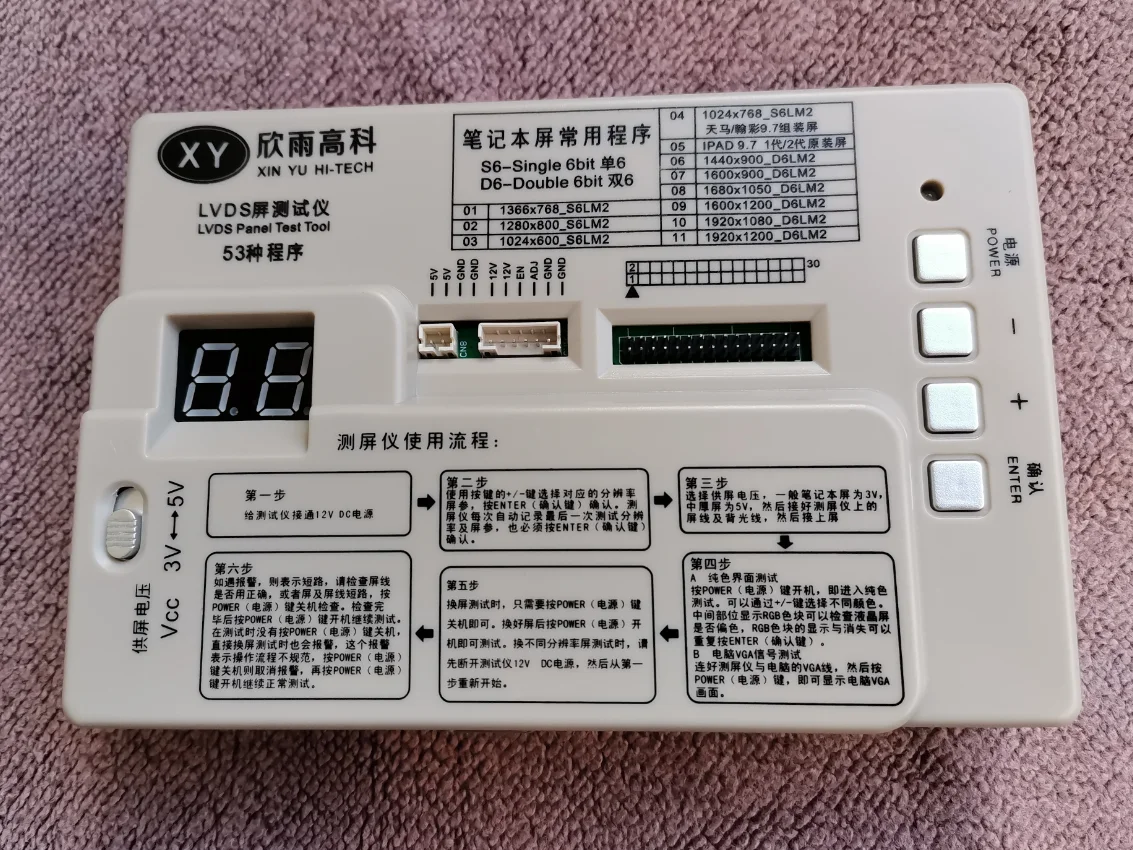 XY
欣雨高科
XIN YU HI-TECH
LVDS屏测试仪
LVDS Panel Test Tool
53种程序
笔记本屏常用程序
S6-Single 6bit 单6
D6-Double 6bit 双6
01 1366x768_S6LM2
02 1280x800_S6LM2
03 1024x600_S6LM2
04 1024x768_S6LM2
天马/翰彩9.7组装屏
05 IPAD 9.7 1代/2代原装屏
06 1440x900_D6LM2
07 1600x900_D6LM2
08 1680x1050_D6LM2
09 1600x1200_D6LM2
10 1920x1080_D6LM2
11 1920x1200_D6LM2
5V
5V
GND
GND
12V
12V
EN
ADJ
GND
GND
2
1
30
CN8
电源
POWER
−
+
确认
ENTER
测屏仪使用流程:
供屏电压
Vcc 3V↔5V
第一步
给测试仪接通12V DC电源
第二步
使用按键的+/-键选择对应的分辨率
屏参，按ENTER（确认键）确认。测
屏仪每次自动记录最后一次测试分辨
率及屏参，也必须按ENTER（确认键）
确认。
第三步
选择供屏电压，一般笔记本屏为3V，
中厚屏为5V，然后接好测屏仪上的
屏线及背光线，然后接上屏
第四步
A 纯色界面测试
按POWER（电源）键开机，即进入纯色
测试。可以通过+/-键选择不同颜色。
中间部位显示RGB色块可以检查液晶屏
是否偏色，RGB色块的显示与消失可以
重复按ENTER（确认键）。
B 电脑VGA信号测试
连好测屏仪与电脑的VGA线，然后按
POWER（电源）键，即可显示电脑VGA
画面。
第五步
换屏测试时，只需要按POWER（电源）键
关机即可。换好屏后按POWER（电源）开
机即可测试。换不同分辨率屏测试时，请
先断开测试仪12V DC电源，然后从第一
步重新开始。
第六步
如遇报警，则表示短路，请检查屏线
是否用正确，或者屏及屏线短路，按
POWER（电源）键关机检查。检查完
毕后按POWER（电源）键开机继续测试。
在测试时没有按POWER（电源）键关机，
直接换屏测试时也会报警，这个报警
表示操作流程不规范，按POWER（电源）
键关机则取消报警，再按POWER（电源）
键开机继续正常测试。